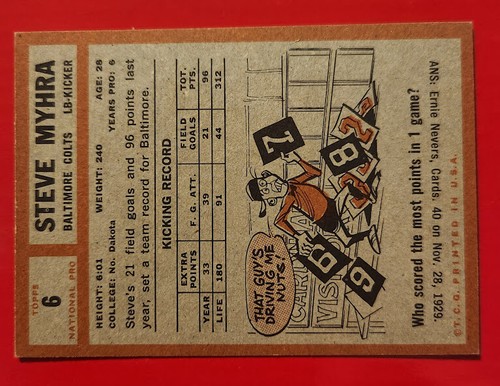 TOPPS
6
NATIONAL PRO
STEVE MYHRA
BALTIMORE COLTS LB-KICKER
HEIGHT: 6:01 WEIGHT: 240 AGE: 28
COLLEGE: No. Dakota YEARS PRO: 6
Steve's 21 field goals and 96 points last
year, set a team record for Baltimore.
KICKING RECORD
EXTRA POINTS F. G. ATT. FIELD GOALS TOT. PTS.
YEAR 33 39 21 96
LIFE 180 91 44 312
THAT GUY'S
DRIVING ME
NUTS!
7
8
2
9
6
CARDINA
VIS
Who scored the most points in 1 game?
ANS: Ernie Nevers, Cards. 40 on Nov. 28, 1929.
© T.C.G. PRINTED IN U.S.A.